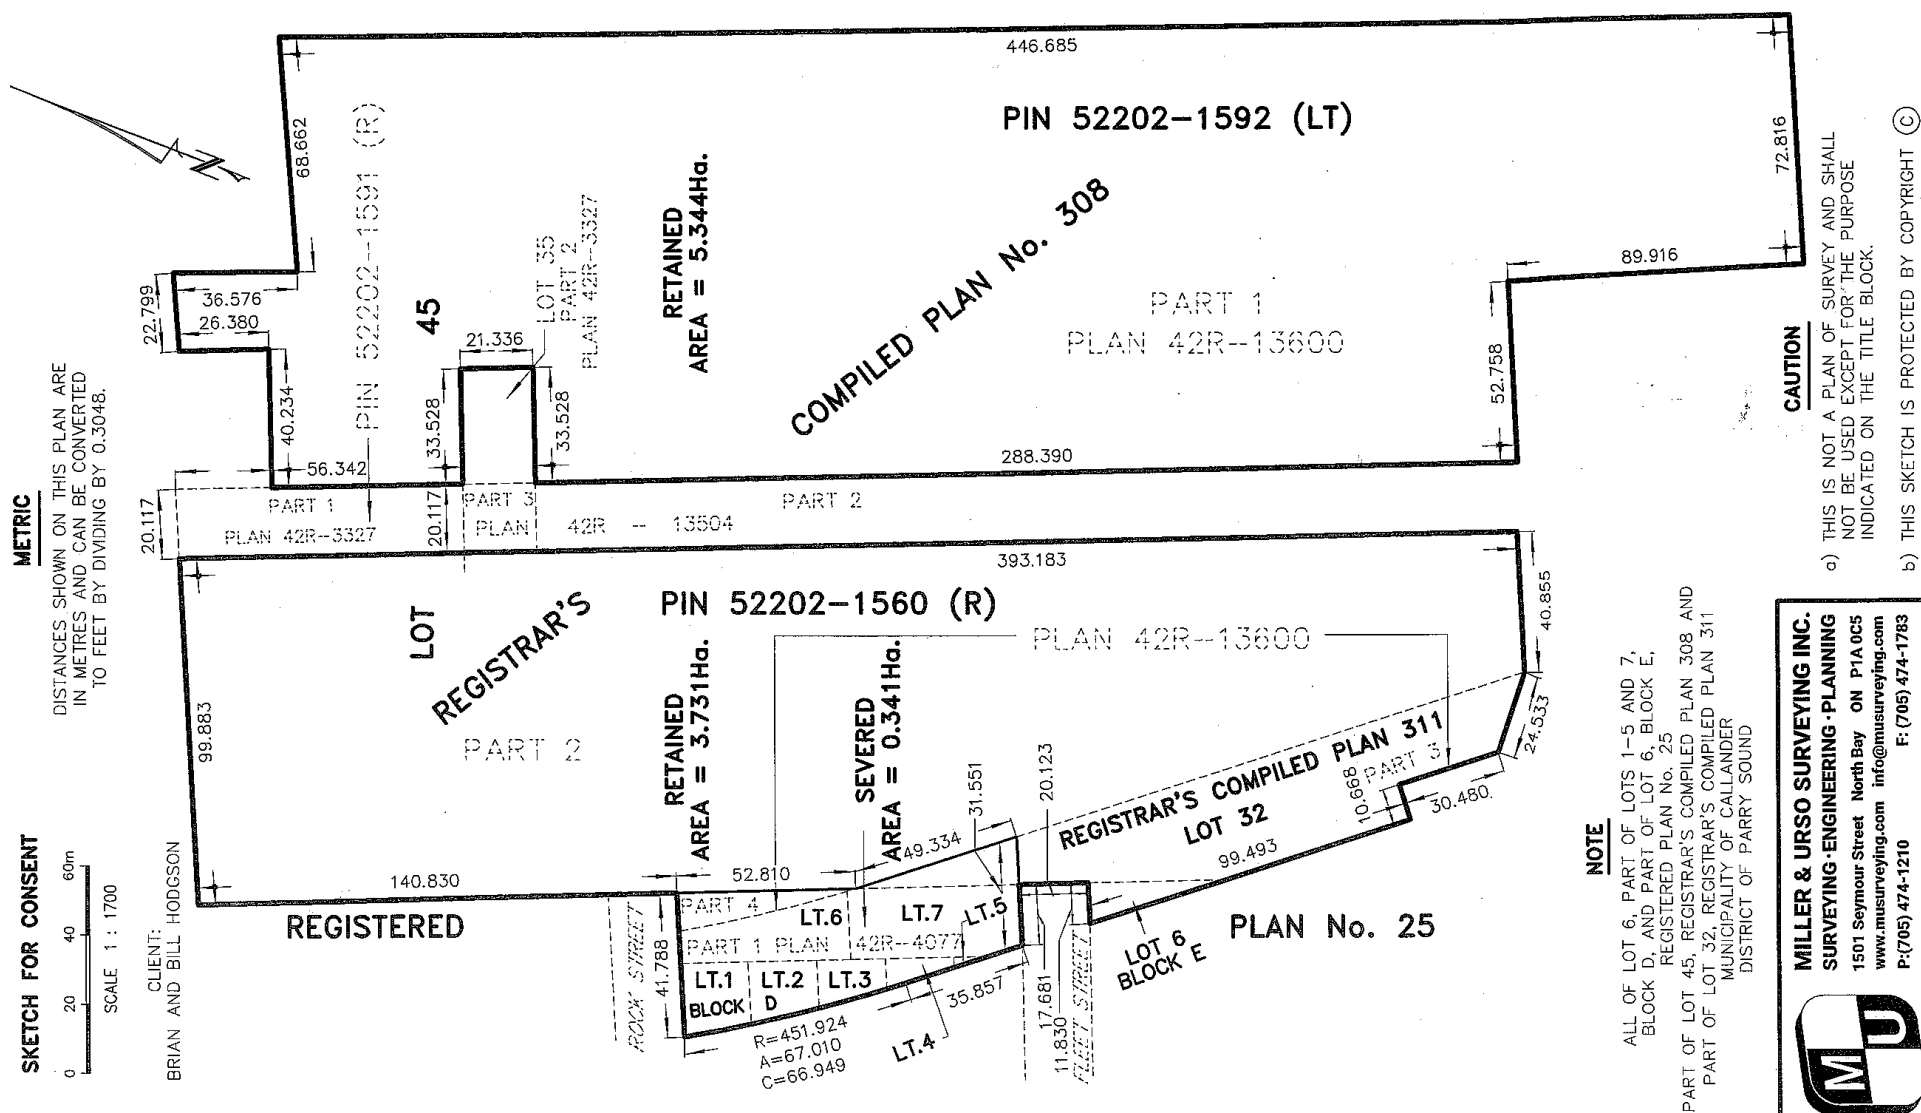 446.685
PIN 52202-1592 (LT)
68.662
PIN 52202-1591 (R)
72.816
22.799
36.576
26.380
40.234
45
21.336
LOT 35
PART 2
PLAN 42R-3327
RETAINED
AREA = 5.344Ha.
COMPILED PLAN No. 308
PART 1
PLAN 42R-13600
89.916
52.758
33.528
33.528
56.342
288.390
20.117
PART 1
PLAN 42R-3327
20.117
PART 3
PLAN 42R - 13504
PART 2
393.183
METRIC
DISTANCES SHOWN ON THIS PLAN ARE
IN METRES AND CAN BE CONVERTED
TO FEET BY DIVIDING BY 0.3048.
LOT
REGISTRAR'S
PIN 52202-1560 (R)
PLAN 42R-13600
99.883
PART 2
RETAINED
AREA = 3.731Ha.
SEVERED
AREA = 0.341Ha.
40.855
24.533
REGISTRAR'S COMPILED PLAN 311
LOT 32
PART 3
10.668
30.480
99.493
31.551
20.123
49.334
52.810
140.830
REGISTERED
PLAN No. 25
PART 4
LT.6
LT.7
LT.5
PART 1 PLAN 42R-4077
LT.1
LT.2
LT.3
BLOCK D
LT.4
41.788
ROCK STREET
R=451.924
A=67.010
C=66.949
35.857
17.681
11.830
FLEET STREET
LOT 6
BLOCK E
SKETCH FOR CONSENT
0 20 40 60m
SCALE 1 : 1700
CLIENT:
BRIAN AND BILL HODGSON
NOTE
ALL OF LOT 6, PART OF LOTS 1-5 AND 7,
BLOCK D, AND PART OF LOT 6, BLOCK E,
REGISTERED PLAN No. 25
PART OF LOT 45, REGISTRAR'S COMPILED PLAN 308 AND
PART OF LOT 32, REGISTRAR'S COMPILED PLAN 311
MUNICIPALITY OF CALLANDER
DISTRICT OF PARRY SOUND
CAUTION
a) THIS IS NOT A PLAN OF SURVEY AND SHALL
NOT BE USED EXCEPT FOR THE PURPOSE
INDICATED ON THE TITLE BLOCK.
b) THIS SKETCH IS PROTECTED BY COPYRIGHT ©
MILLER & URSO SURVEYING INC.
SURVEYING·ENGINEERING·PLANNING
1501 Seymour Street North Bay ON P1A 0C5
www.musurveying.com info@musurveying.com
P:(705) 474-1210 F: (705) 474-1783
MU